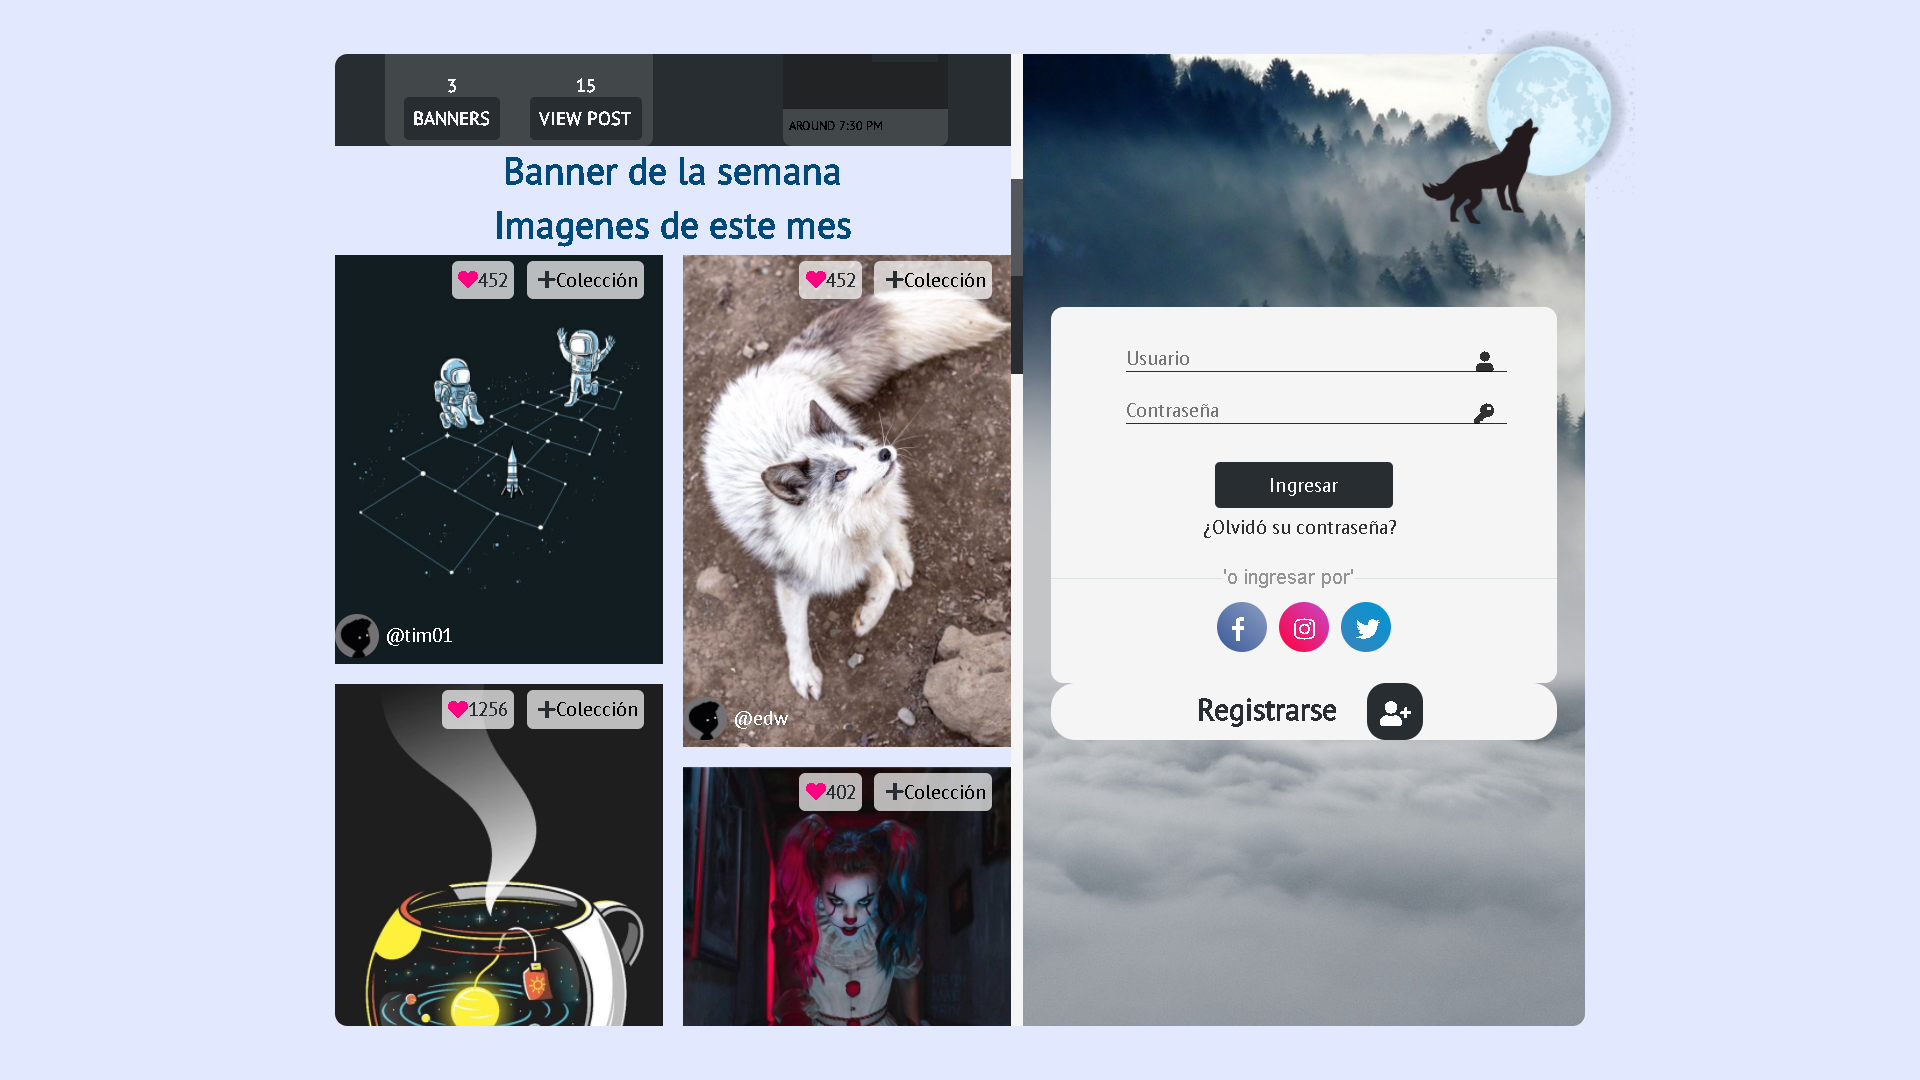 3
15
BANNERS
VIEW POST
AROUND 7:30 PM
Banner de la semana
Imagenes de este mes
452
Colección
@tim01
452
Colección
@edw
1256
Colección
402
Colección
Usuario
Contraseña
Ingresar
¿Olvidó su contraseña?
'o ingresar por'
Registrarse